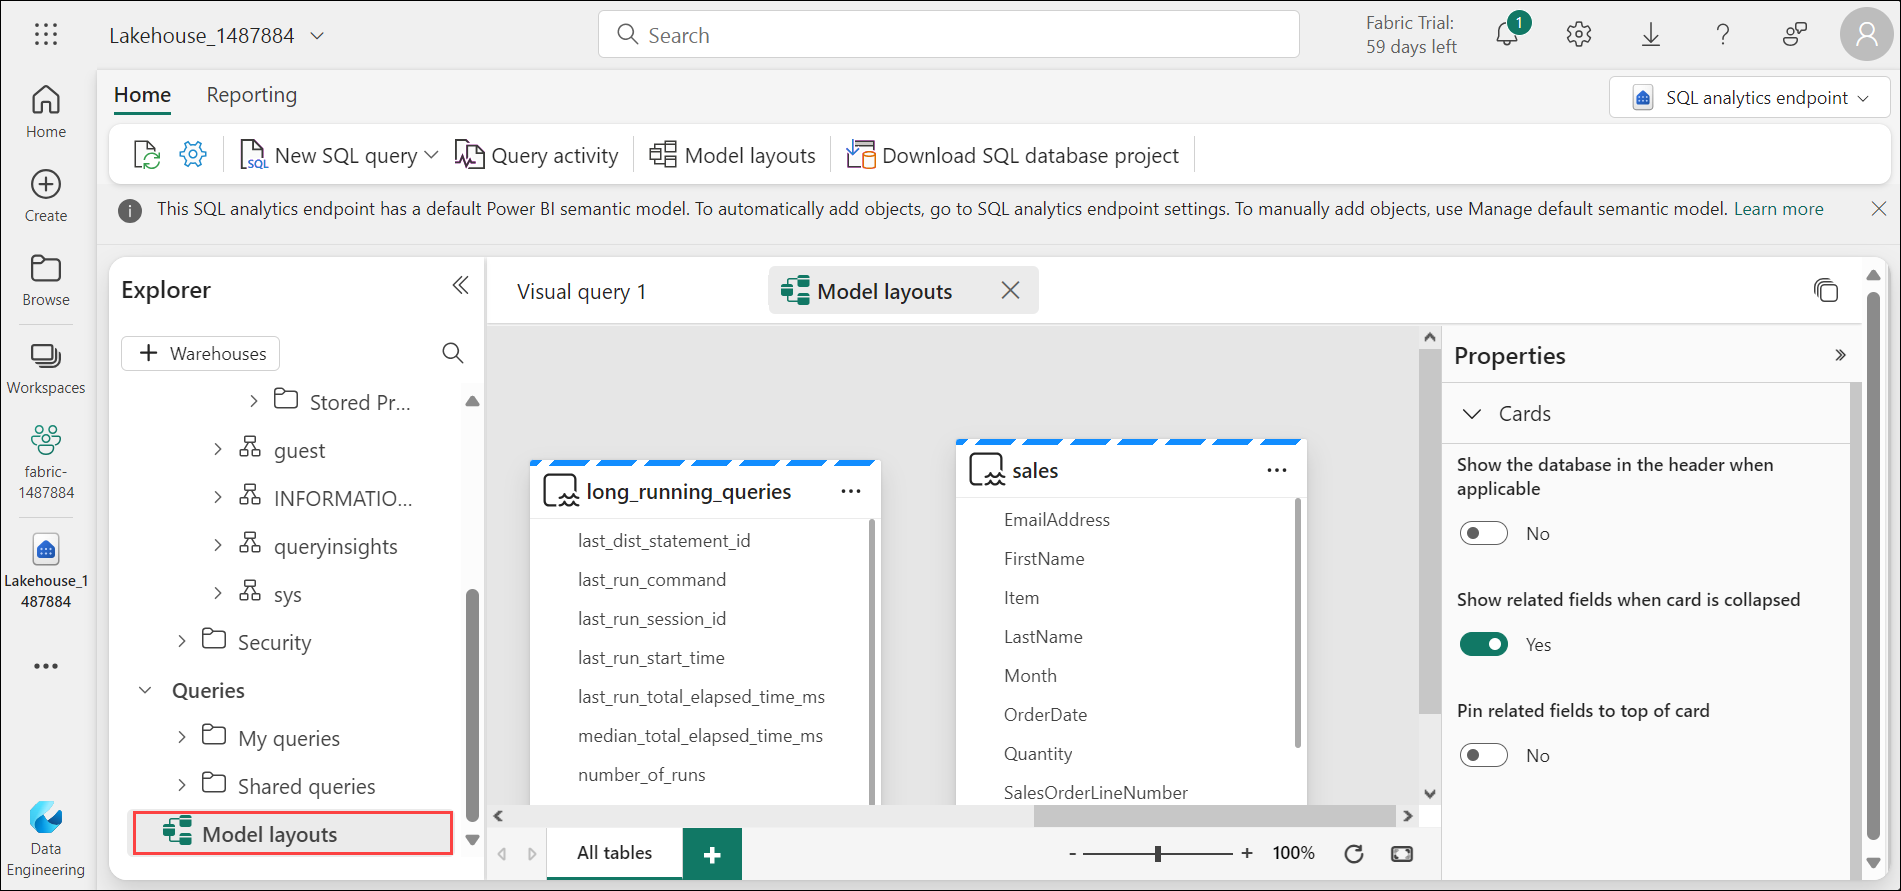 Lakehouse_1487884
Search
Fabric Trial:
59 days left
1
Home
Reporting
SQL analytics endpoint
SQL
New SQL query
Query activity
Model layouts
Download SQL database project
This SQL analytics endpoint has a default Power BI semantic model. To automatically add objects, go to SQL analytics endpoint settings. To manually add objects, use Manage default semantic model. Learn more
Home
Create
Browse
Workspaces
fabric-
1487884
Lakehouse_1
487884
Data
Engineering
Explorer
Warehouses
Stored Pr...
guest
INFORMATIO...
queryinsights
sys
Security
Queries
My queries
Shared queries
Model layouts
Visual query 1
Model layouts
long_running_queries
last_dist_statement_id
last_run_command
last_run_session_id
last_run_start_time
last_run_total_elapsed_time_ms
median_total_elapsed_time_ms
number_of_runs
sales
EmailAddress
FirstName
Item
LastName
Month
OrderDate
Quantity
SalesOrderLineNumber
All tables
- + 100%
Properties
Cards
Show the database in the header when
applicable
No
Show related fields when card is collapsed
Yes
Pin related fields to top of card
No